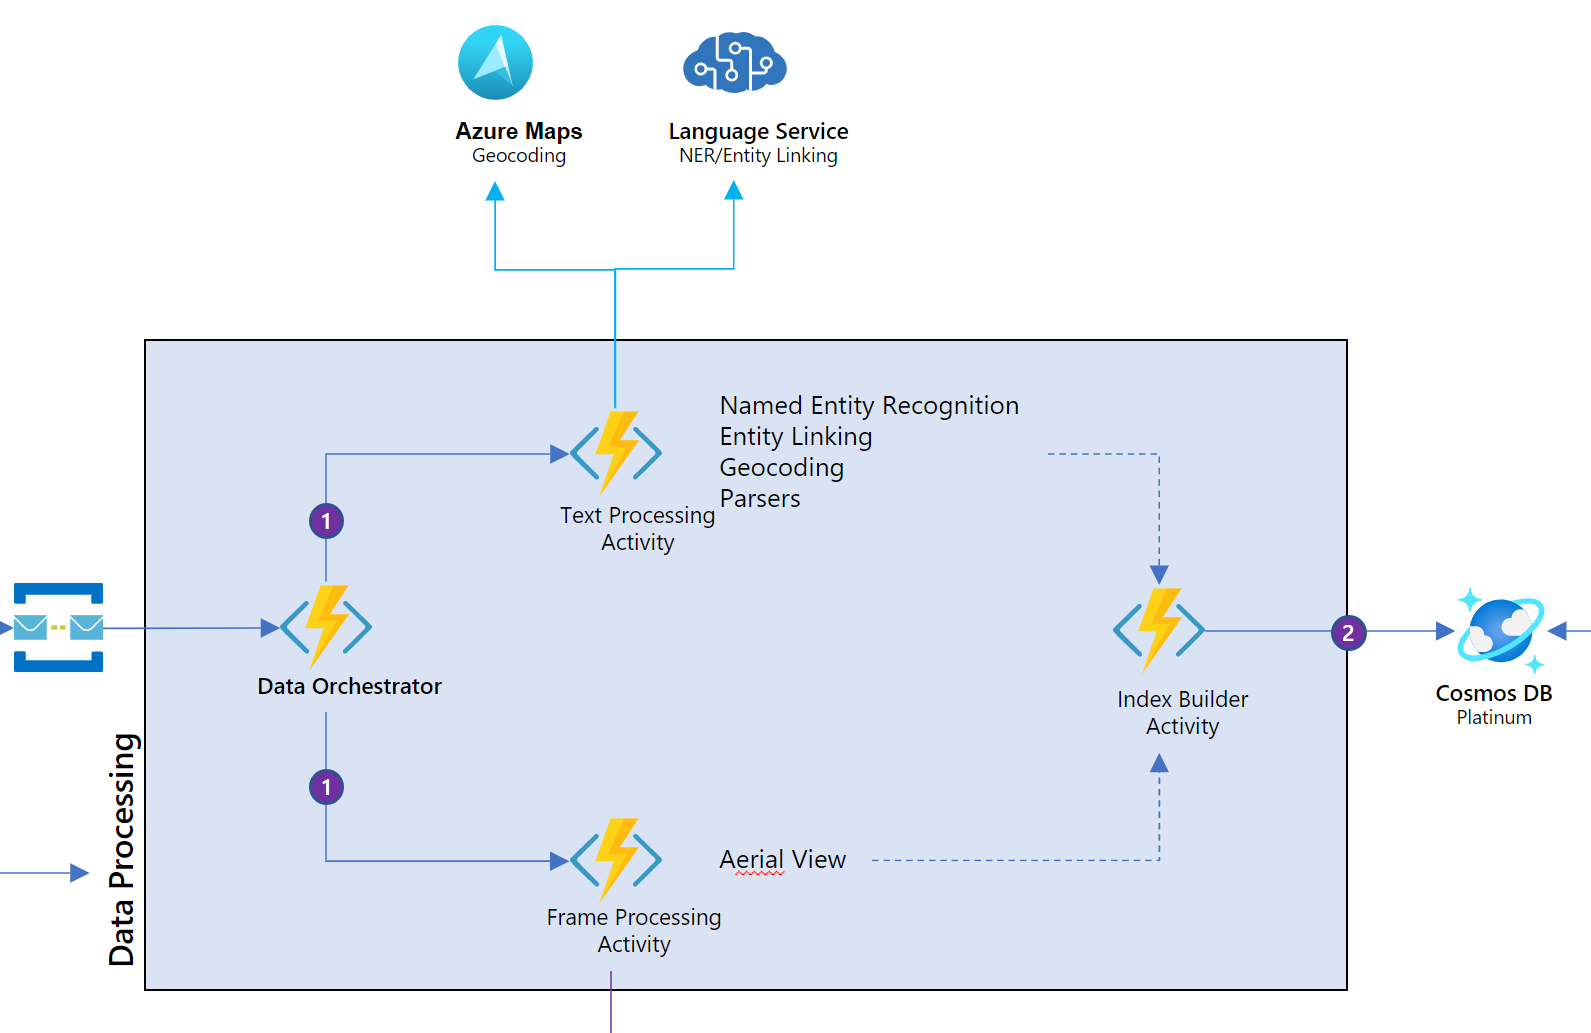 Azure Maps
Geocoding
Language Service
NER/Entity Linking
Named Entity Recognition
Entity Linking
Geocoding
Parsers
Text Processing
Activity
1
Data Orchestrator
1
Index Builder
Activity
2
Cosmos DB
Platinum
Data Processing
Aerial View
Frame Processing
Activity